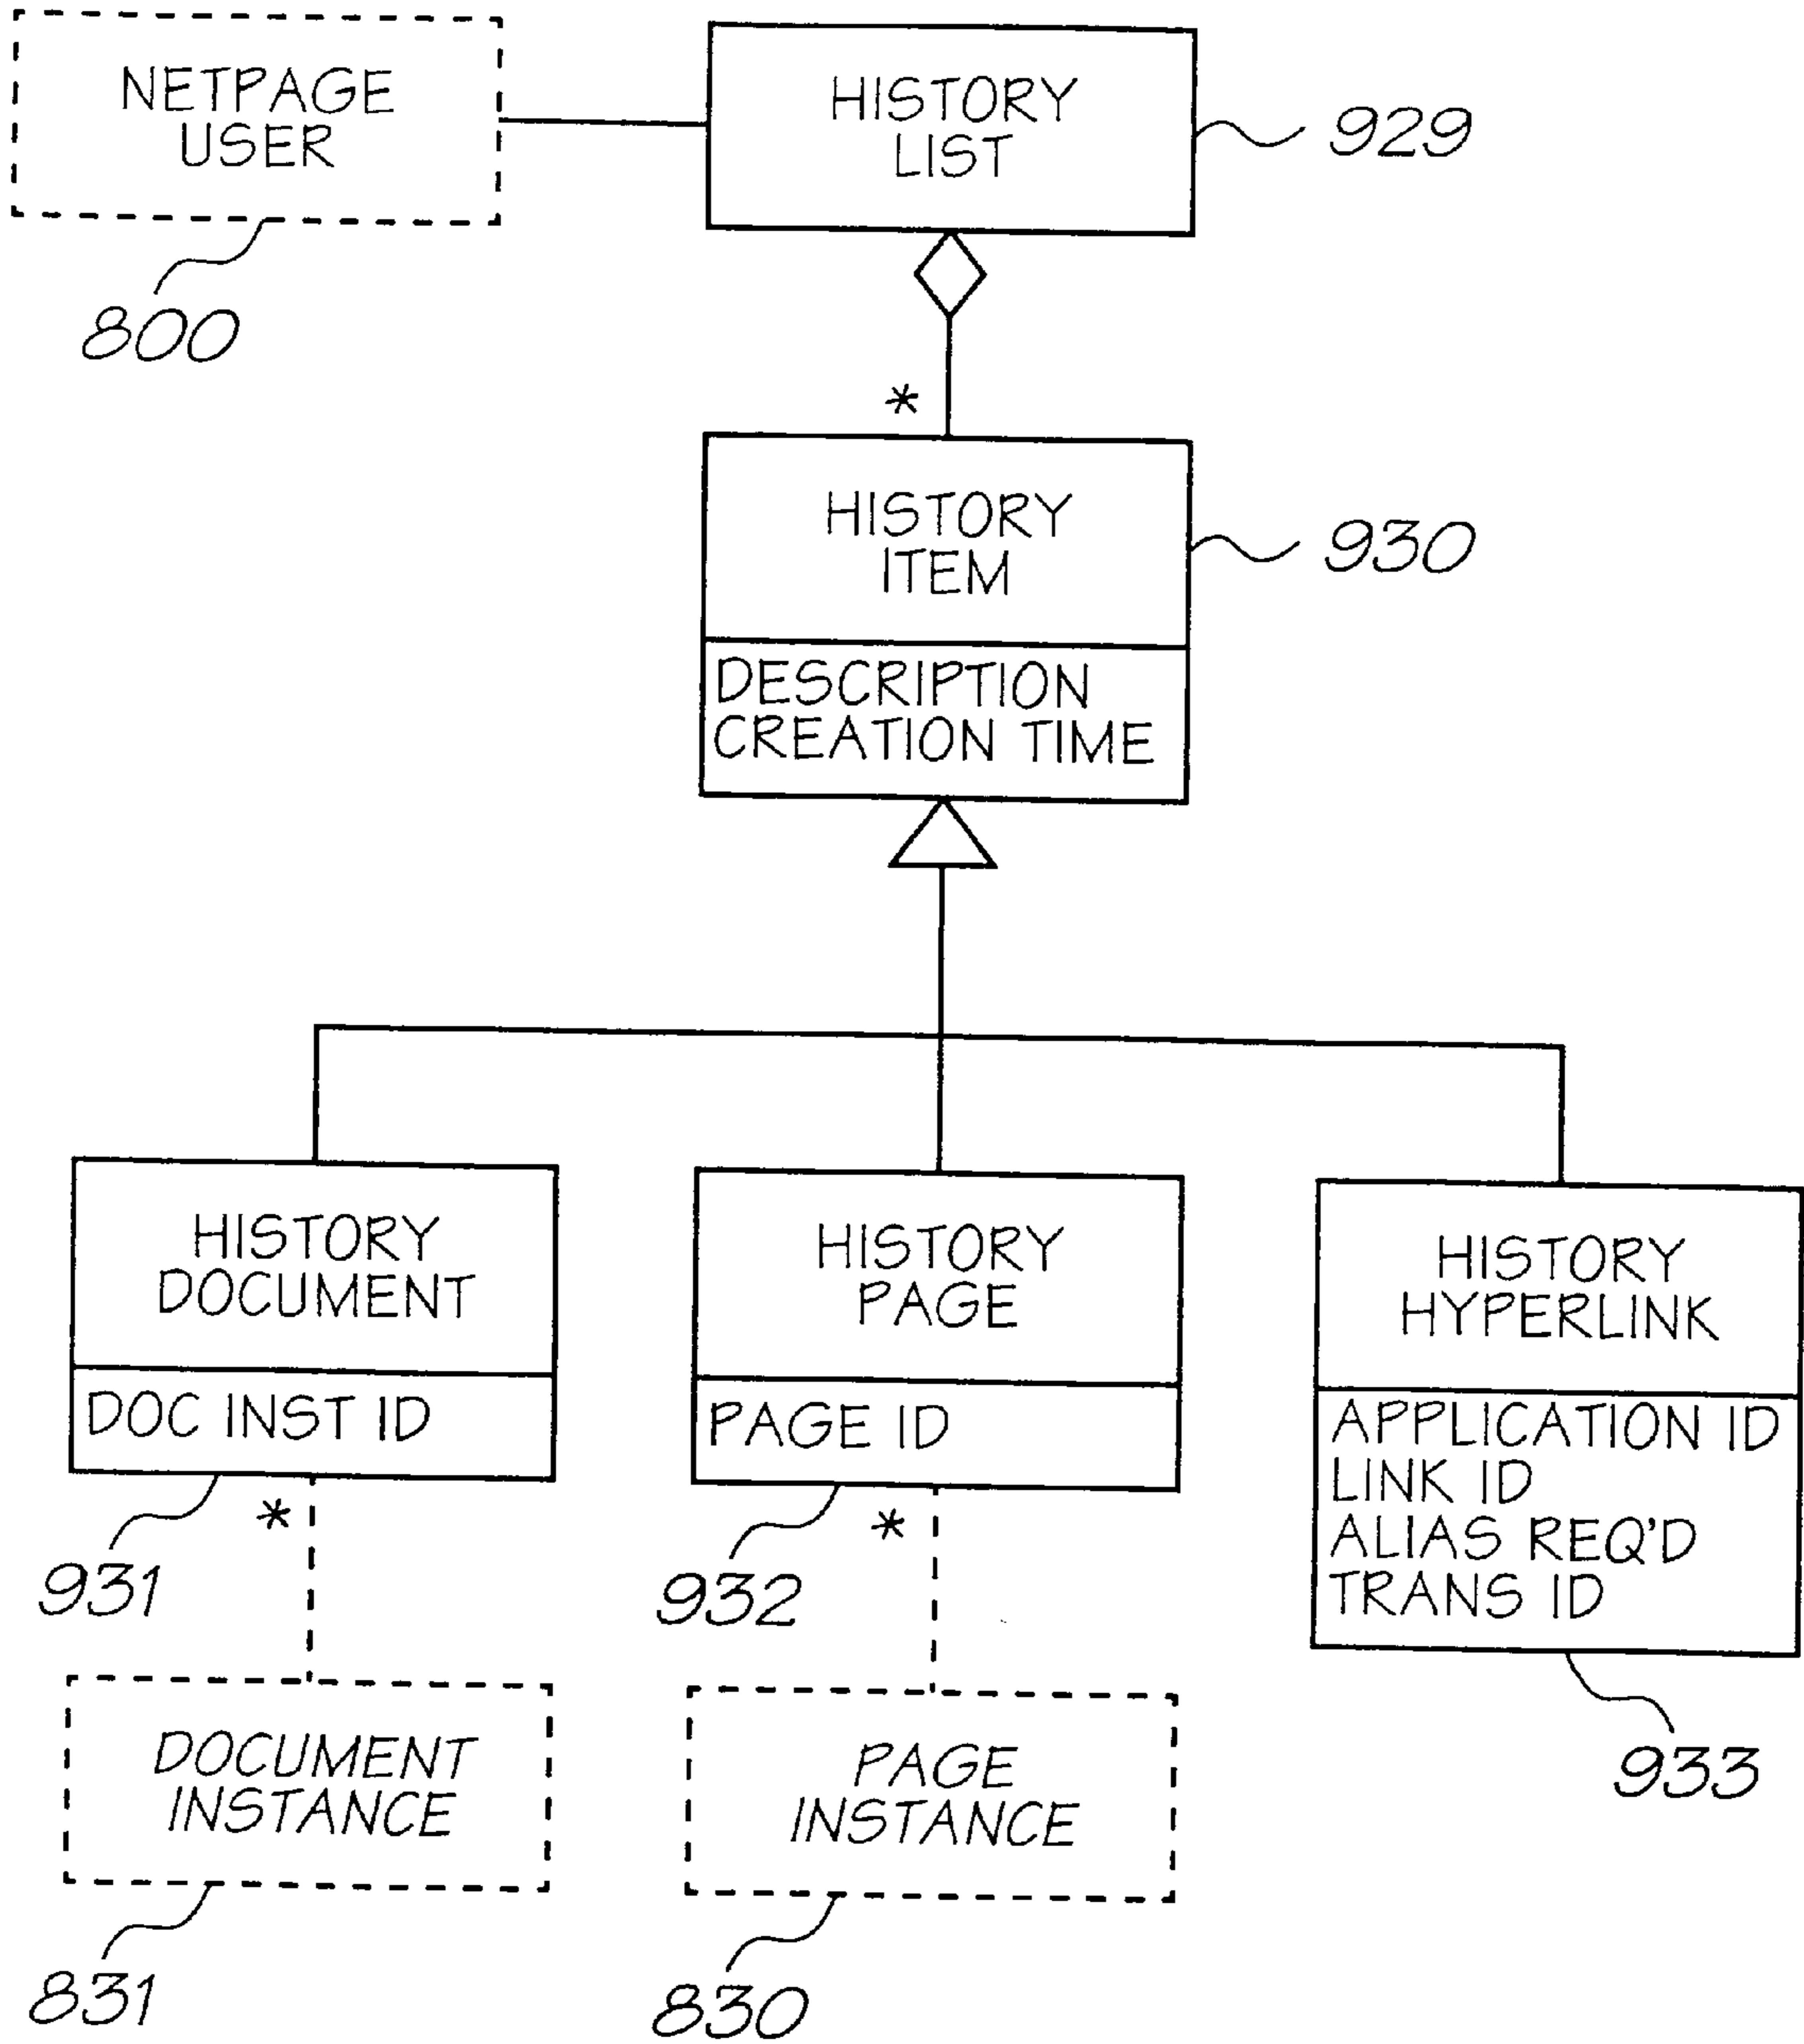 NETPAGE
USER
800
HISTORY
LIST
929
*
HISTORY
ITEM
930
DESCRIPTION
CREATION TIME
HISTORY
DOCUMENT
DOC INST ID
931
*
HISTORY
PAGE
PAGE ID
932
*
HISTORY
HYPERLINK
APPLICATION ID
LINK ID
ALIAS REQ'D
TRANS ID
933
DOCUMENT
INSTANCE
831
PAGE
INSTANCE
830